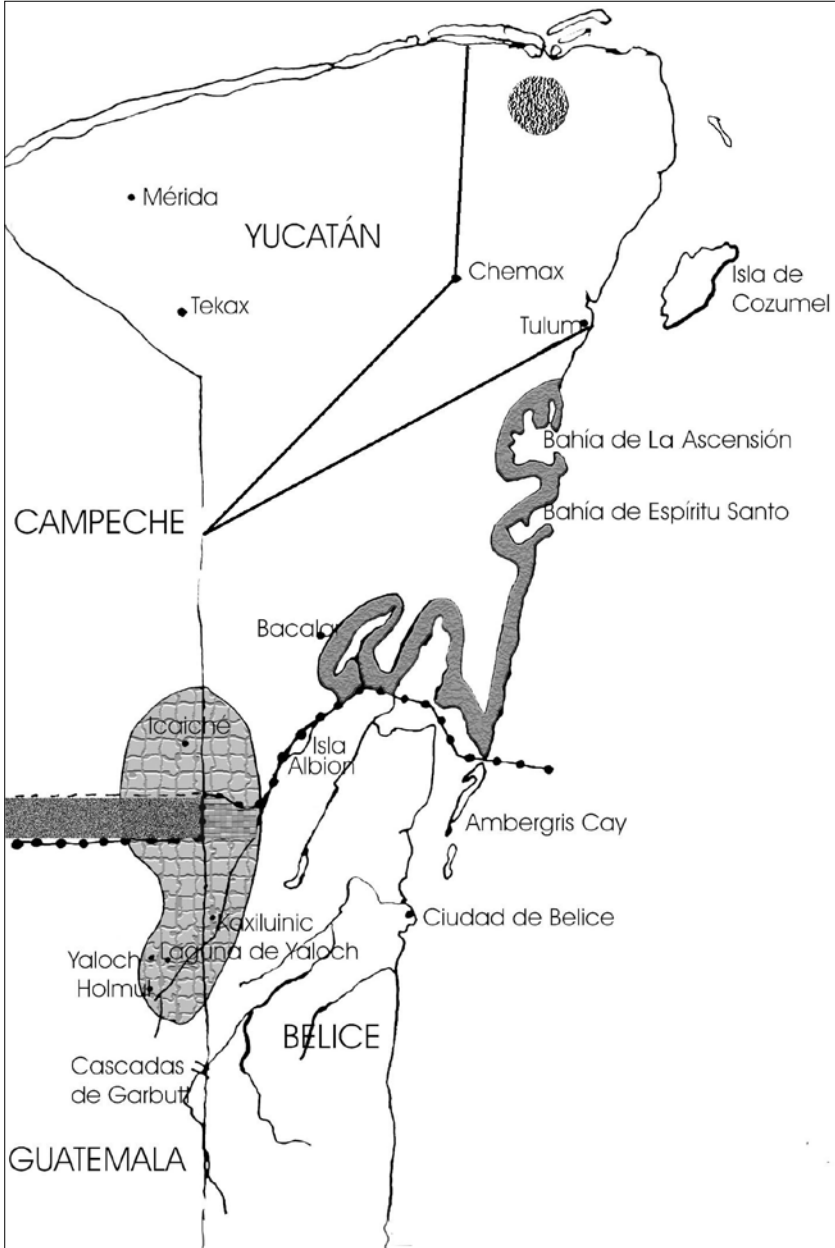 Mérida
YUCATÁN
Chemax
Isla de
Cozumel
Tekax
Tulum
Bahía de La Ascensión
CAMPECHE
Bahía de Espíritu Santo
Bacalar
Icaiché
Isla
Albion
Ambergris Cay
Kaxiluinic
Ciudad de Belice
Yaloch
Laguna de Yaloch
Holmul
BELICE
Cascadas
de Garbutt
GUATEMALA